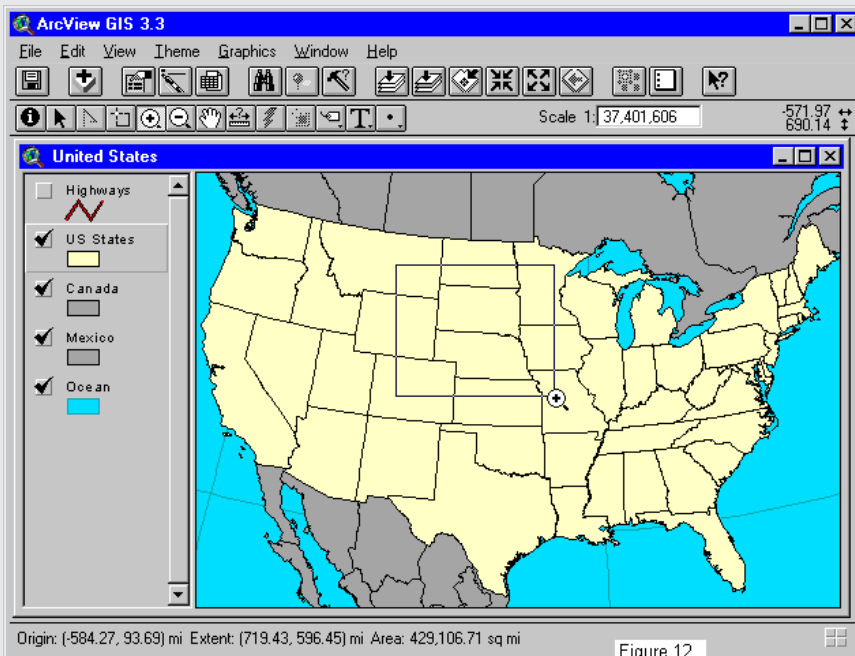 ArcView GIS 3.3
File Edit View Theme Graphics Window Help
Scale 1: 37,401,606
-571.97
690.14
United States
Highways
US States
Canada
Mexico
Ocean
Origin: (-584.27, 93.69) mi Extent: (719.43, 596.45) mi Area: 429,106.71 sq mi
Figure 12